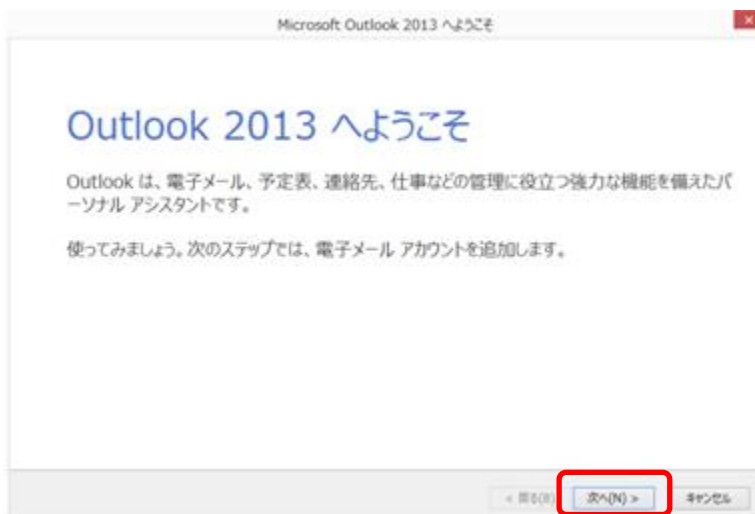 Microsoft Outlook 2013 へようこそ
Outlook 2013 へようこそ
Outlook は、電子メール、予定表、連絡先、仕事などの管理に役立つ強力な機能を備えたパ
ーソナル アシスタントです。
使ってみましょう。次のステップでは、電子メール アカウントを追加します。
< 戻る(B) 次へ(N) > キャンセル